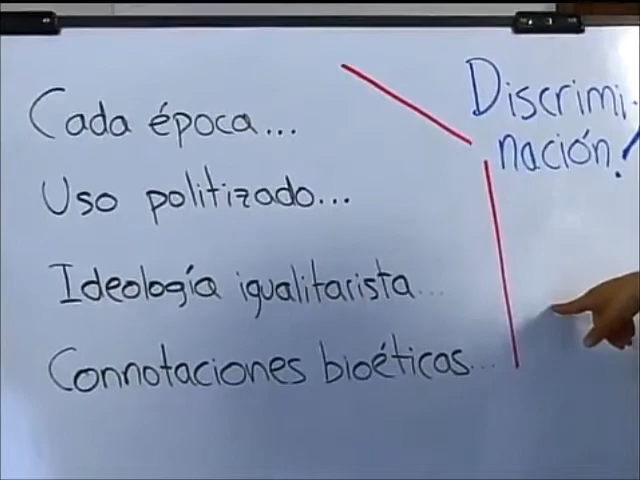 Cada época...
Uso politizado...
Ideología igualitarista...
Connotaciones bioéticas...
Discrimi-
nación!